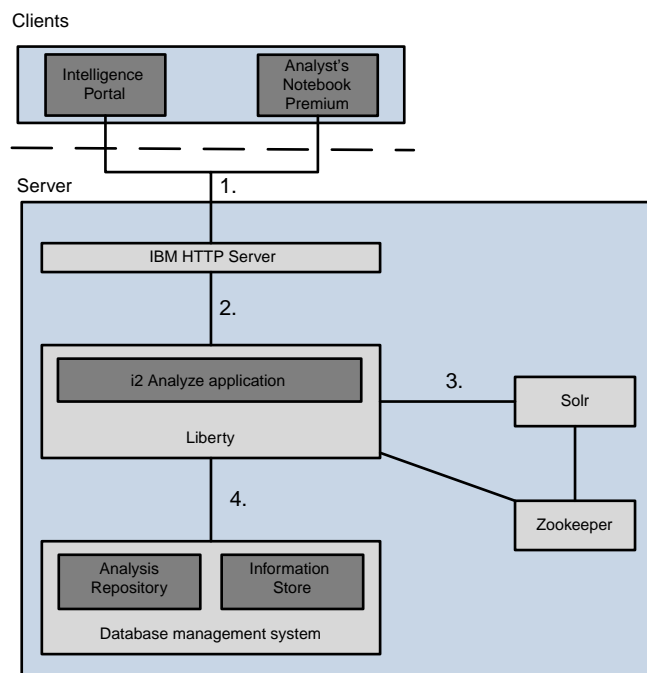 Clients
Intelligence
Portal
Analyst's
Notebook
Premium
Server
1.
IBM HTTP Server
2.
i2 Analyze application
Liberty
3.
Solr
Zookeeper
4.
Analysis
Repository
Information
Store
Database management system